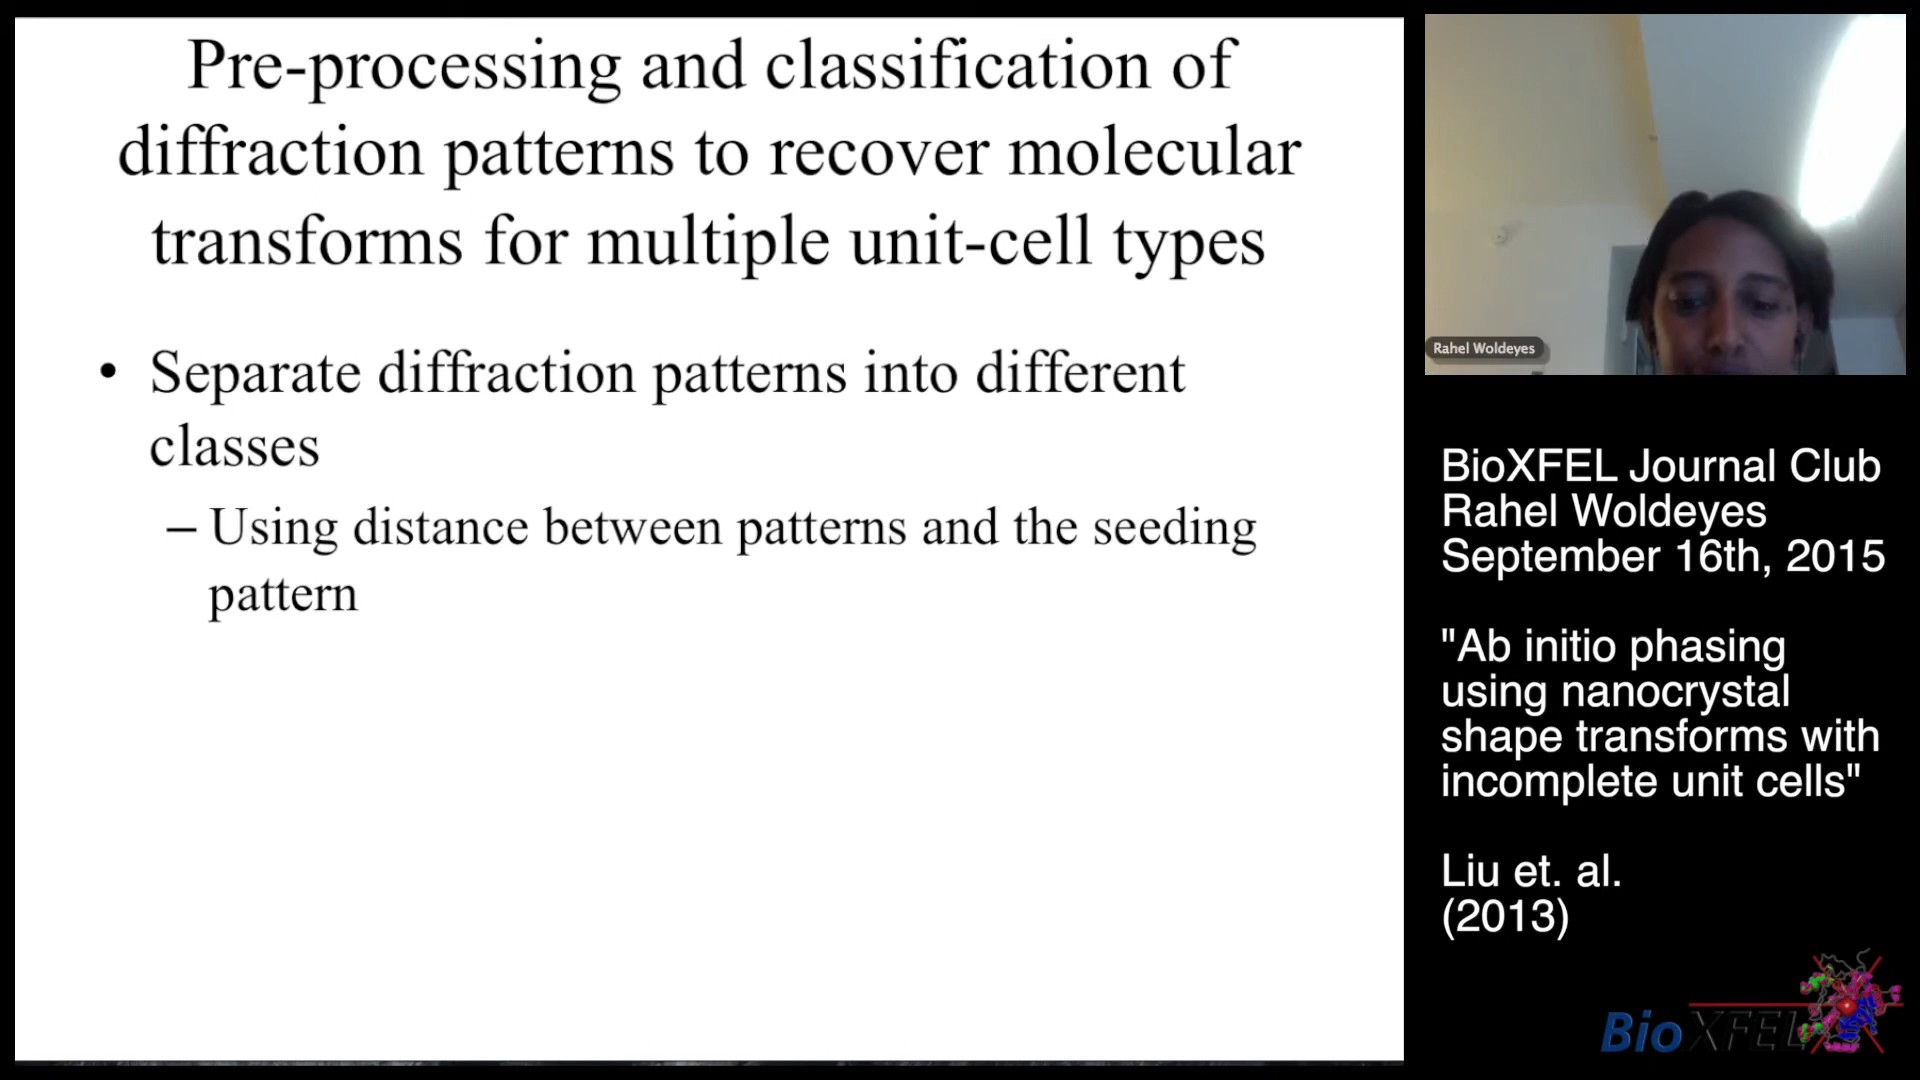 Pre-processing and classification of
diffraction patterns to recover molecular
transforms for multiple unit-cell types
• Separate diffraction patterns into different
classes
– Using distance between patterns and the seeding
pattern
Rahel Woldeyes
BioXFEL Journal Club
Rahel Woldeyes
September 16th, 2015
"Ab initio phasing
using nanocrystal
shape transforms with
incomplete unit cells"
Liu et. al.
(2013)
BioXFEL